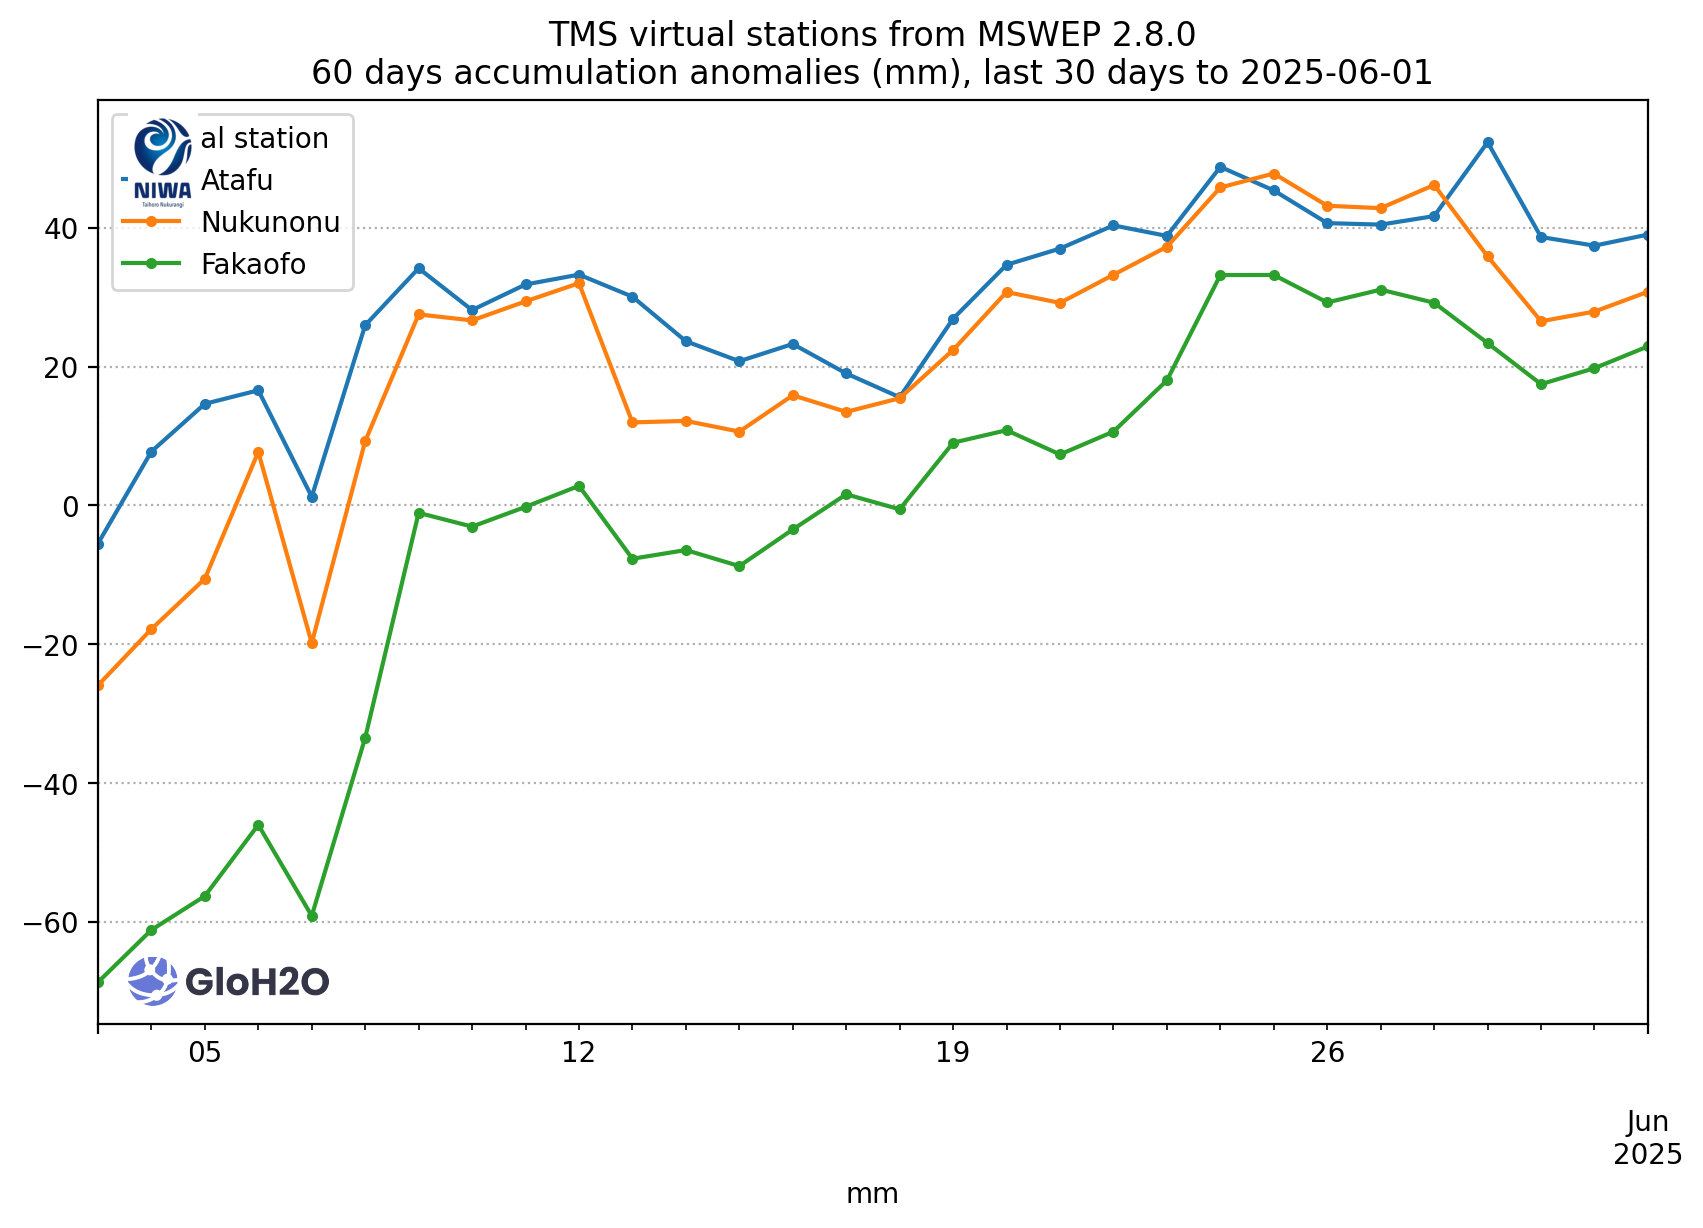 TMS virtual stations from MSWEP 2.8.0
60 days accumulation anomalies (mm), last 30 days to 2025-06-01
al station
NIWA
Taihoro Nukurangi
Atafu
Nukunonu
Fakaofo
40
20
0
−20
−40
−60
GloH2O
05
12
19
26
Jun
2025
mm